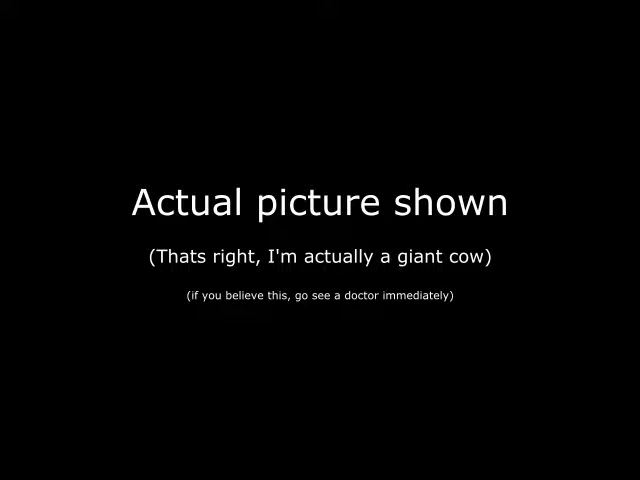 Actual picture shown
(Thats right, I'm actually a giant cow)
(if you believe this, go see a doctor immediately)